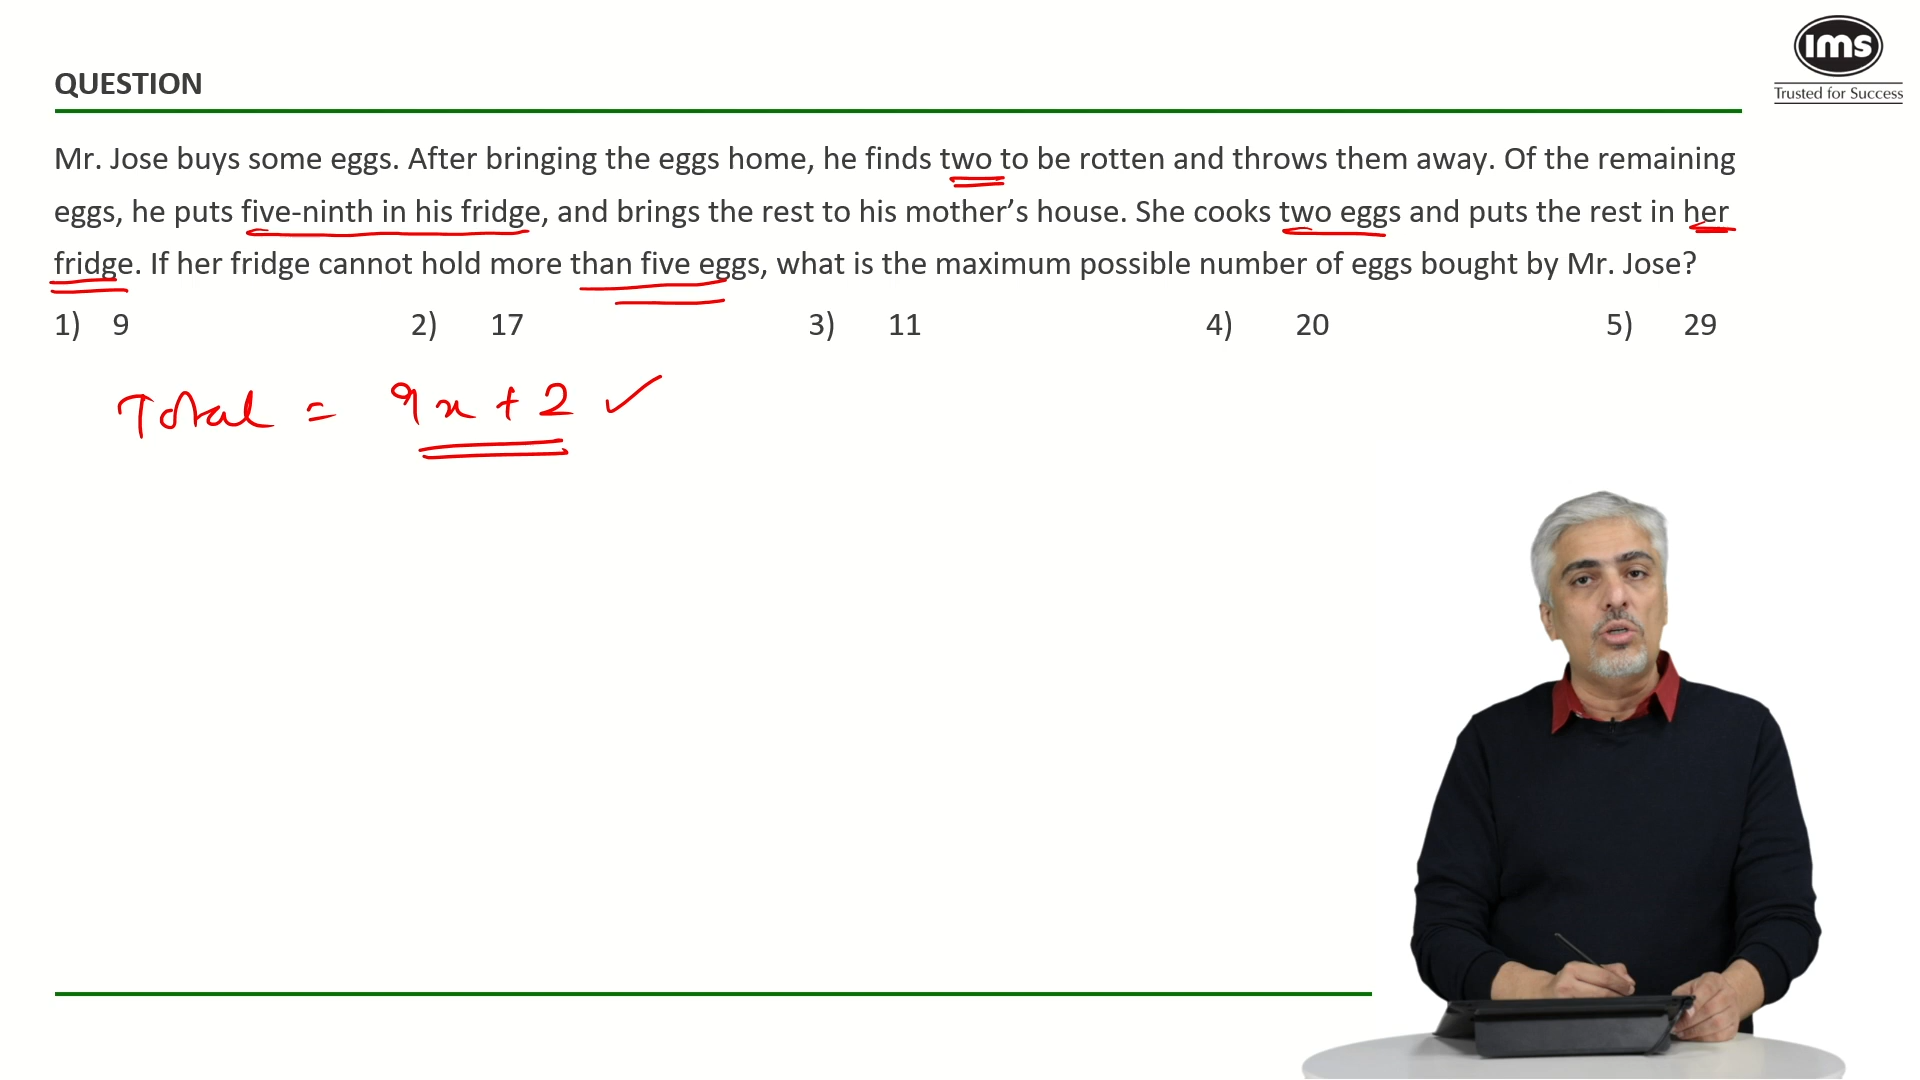 ims
Trusted for Success
QUESTION
Mr. Jose buys some eggs. After bringing the eggs home, he finds two to be rotten and throws them away. Of the remaining
eggs, he puts five-ninth in his fridge, and brings the rest to his mother’s house. She cooks two eggs and puts the rest in her
fridge. If her fridge cannot hold more than five eggs, what is the maximum possible number of eggs bought by Mr. Jose?
1) 9 2) 17 3) 11 4) 20 5) 29
Total = 9x + 2 ✓